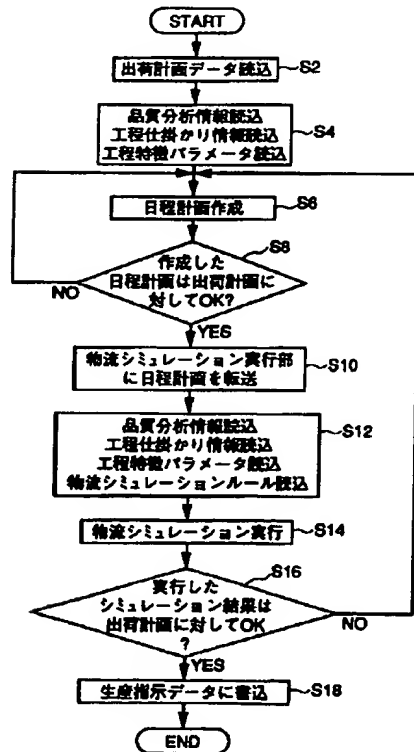 START
出荷計画データ読込
S2
品質分析情報読込
工程仕掛かり情報読込
工程特徴パラメータ読込
S4
日程計画作成
S6
作成した
日程計画は出荷計画に
対してOK?
S8
NO
YES
物流シミュレーション実行部
に日程計画を転送
S10
品質分析情報読込
工程仕掛かり情報読込
工程特徴パラメータ読込
物流シミュレーションルール読込
S12
物流シミュレーション実行
S14
実行した
シミュレーション結果は
出荷計画に対してOK
?
S16
NO
YES
生産指示データに書込
S18
END